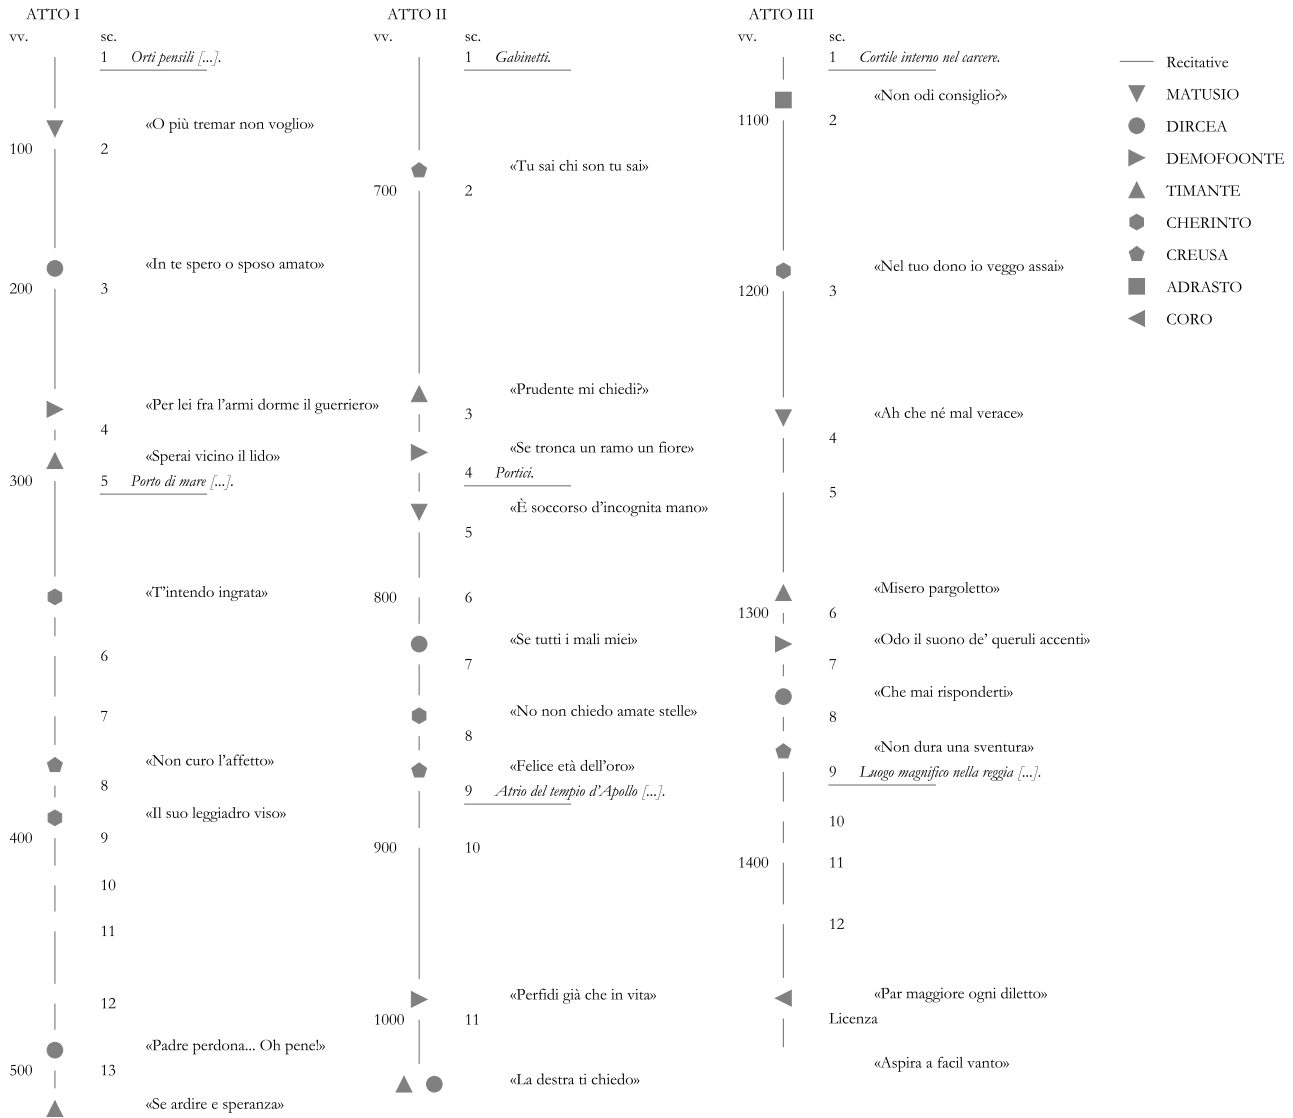 ATTO I
vv. sc.
1 Orti pensili [...].
«O più tremar non voglio»
100 2
«In te spero o sposo amato»
200 3
«Per lei fra l'armi dorme il guerriero»
4
«Sperai vicino il lido»
300 5 Porto di mare [...].
«T'intendo ingrata»
6
7
«Non curo l'affetto»
8
«Il suo leggiadro viso»
400 9
10
11
12
«Padre perdona... Oh pene!»
500 13
«Se ardire e speranza»
ATTO II
vv. sc.
1 Gabinetti.
«Tu sai chi son tu sai»
700 2
«Prudente mi chiedi?»
3
«Se tronca un ramo un fiore»
4 Portici.
«È soccorso d'incognita mano»
5
800 6
«Se tutti i mali miei»
7
«No non chiedo amate stelle»
8
«Felice età dell'oro»
9 Atrio del tempio d'Apollo [...].
900 10
«Perfidi già che in vita»
1000 11
«La destra ti chiedo»
ATTO III
vv. sc.
1 Cortile interno nel carcere.
«Non odi consiglio?»
1100 2
«Nel tuo dono io veggo assai»
1200 3
«Ah che né mal verace»
4
5
«Misero pargoletto»
1300 6
«Odo il suono de' queruli accenti»
7
«Che mai risponderti»
8
«Non dura una sventura»
9 Luogo magnifico nella reggia [...].
10
1400 11
12
«Par maggiore ogni diletto»
Licenza
«Aspira a facil vanto»
Recitative
MATUSIO
DIRCEA
DEMOFOONTE
TIMANTE
CHERINTO
CREUSA
ADRASTO
CORO